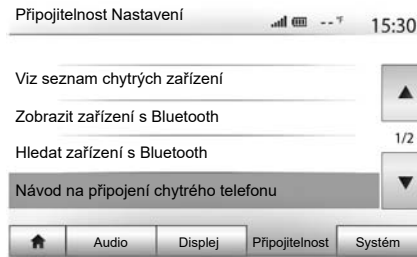 Připojitelnost Nastavení -- °F 15:30
Viz seznam chytrých zařízení
Zobrazit zařízení s Bluetooth
1/2
Hledat zařízení s Bluetooth
Návod na připojení chytrého telefonu
Audio Displej Připojitelnost Systém